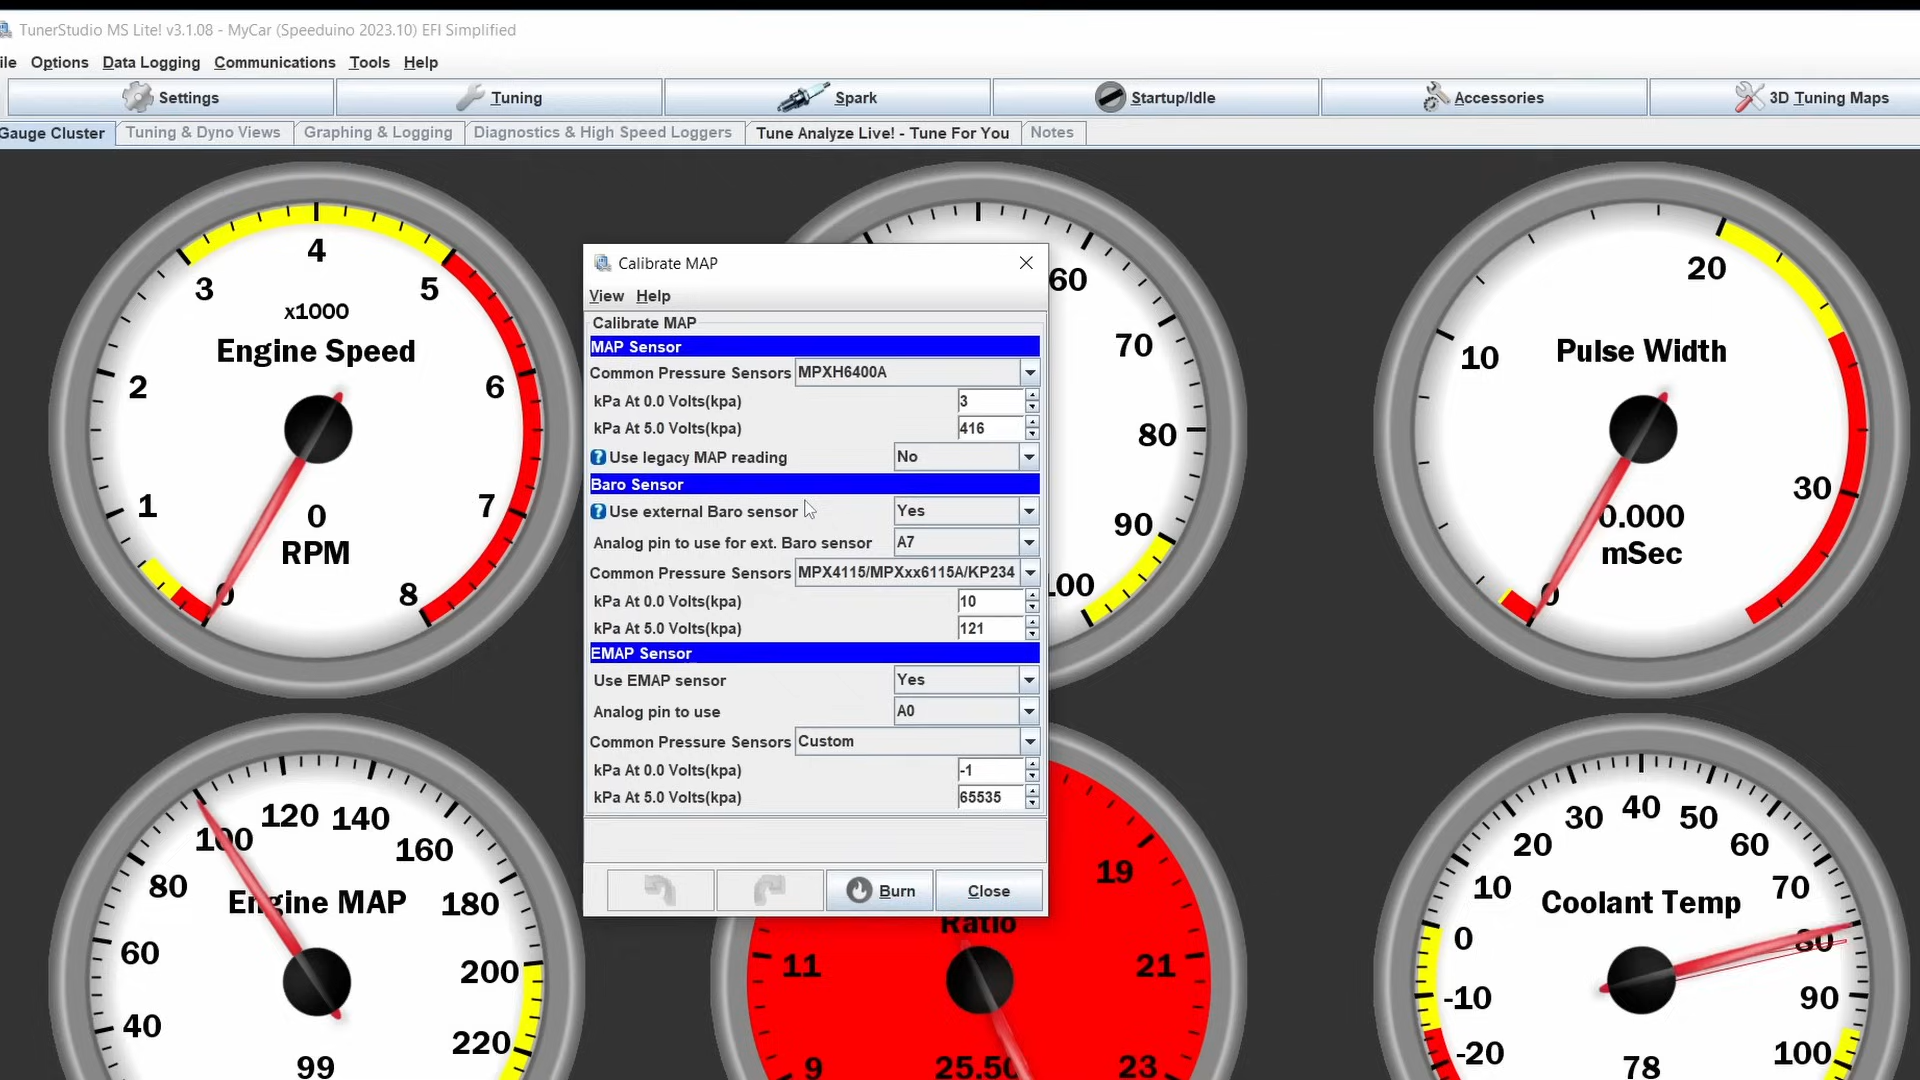 TunerStudio MS Lite! v3.1.08 - MyCar (Speeduino 2023.10) EFI Simplified
ile Options Data Logging Communications Tools Help
Settings Tuning Spark Startup/Idle Accessories 3D Tuning Maps
Gauge Cluster Tuning & Dyno Views Graphing & Logging Diagnostics & High Speed Loggers Tune Analyze Live! - Tune For You Notes
0 1 2 3 4 5 6 7 8
x1000
Engine Speed
0
RPM
60
70
80
90
100
0 10 20 30
Pulse Width
0.000
mSec
Calibrate MAP
View Help
Calibrate MAP
MAP Sensor
Common Pressure Sensors MPXH6400A
kPa At 0.0 Volts(kpa) 3
kPa At 5.0 Volts(kpa) 416
Use legacy MAP reading No
Baro Sensor
Use external Baro sensor Yes
Analog pin to use for ext. Baro sensor A7
Common Pressure Sensors MPX4115/MPXxx6115A/KP234
kPa At 0.0 Volts(kpa) 10
kPa At 5.0 Volts(kpa) 121
EMAP Sensor
Use EMAP sensor Yes
Analog pin to use A0
Common Pressure Sensors Custom
kPa At 0.0 Volts(kpa) -1
kPa At 5.0 Volts(kpa) 65535
Burn Close
40 60 80 100 120 140 160 180 200 220
Engine MAP
99
9 11 19 21 23
Ratio
25.50
-20 -10 0 10 20 30 40 50 60 70 80 90 100
Coolant Temp
78